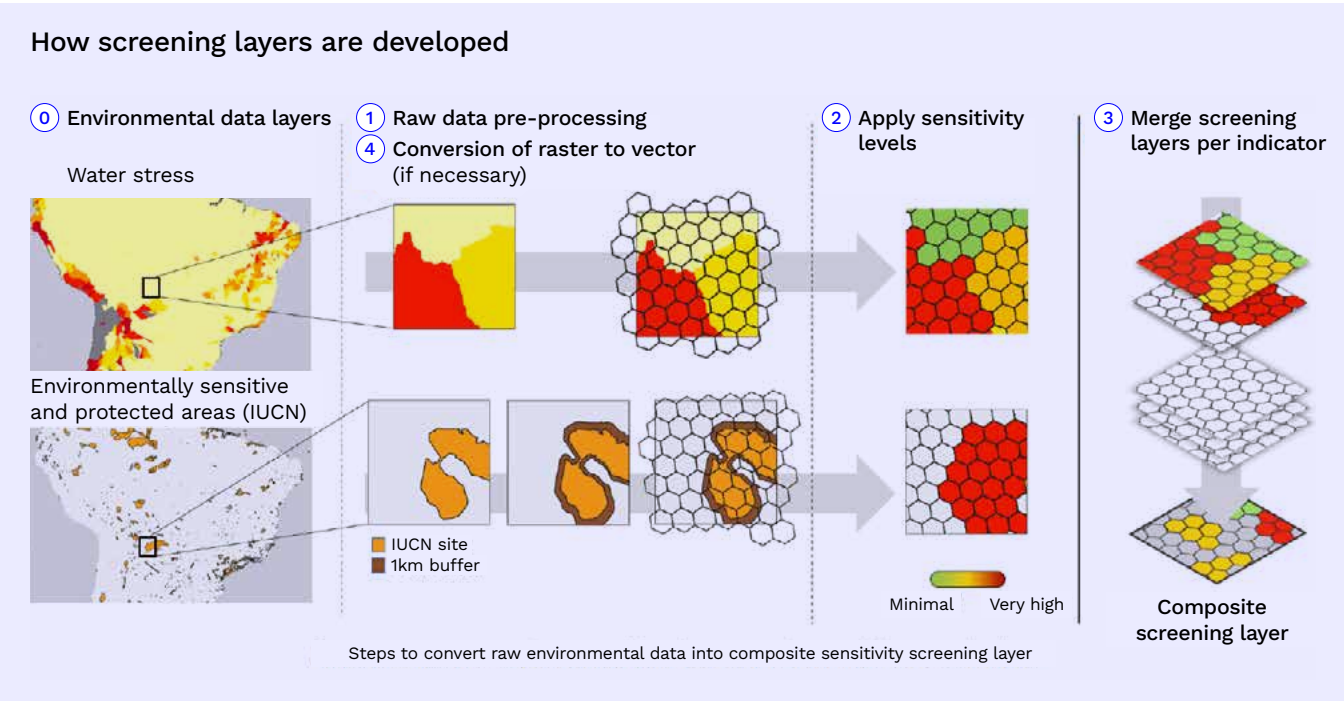 How screening layers are developed
0 Environmental data layers
Water stress
Environmentally sensitive
and protected areas (IUCN)
1 Raw data pre-processing
4 Conversion of raster to vector
(if necessary)
IUCN site
1km buffer
2 Apply sensitivity
levels
Minimal Very high
3 Merge screening
layers per indicator
Composite
screening layer
Steps to convert raw environmental data into composite sensitivity screening layer